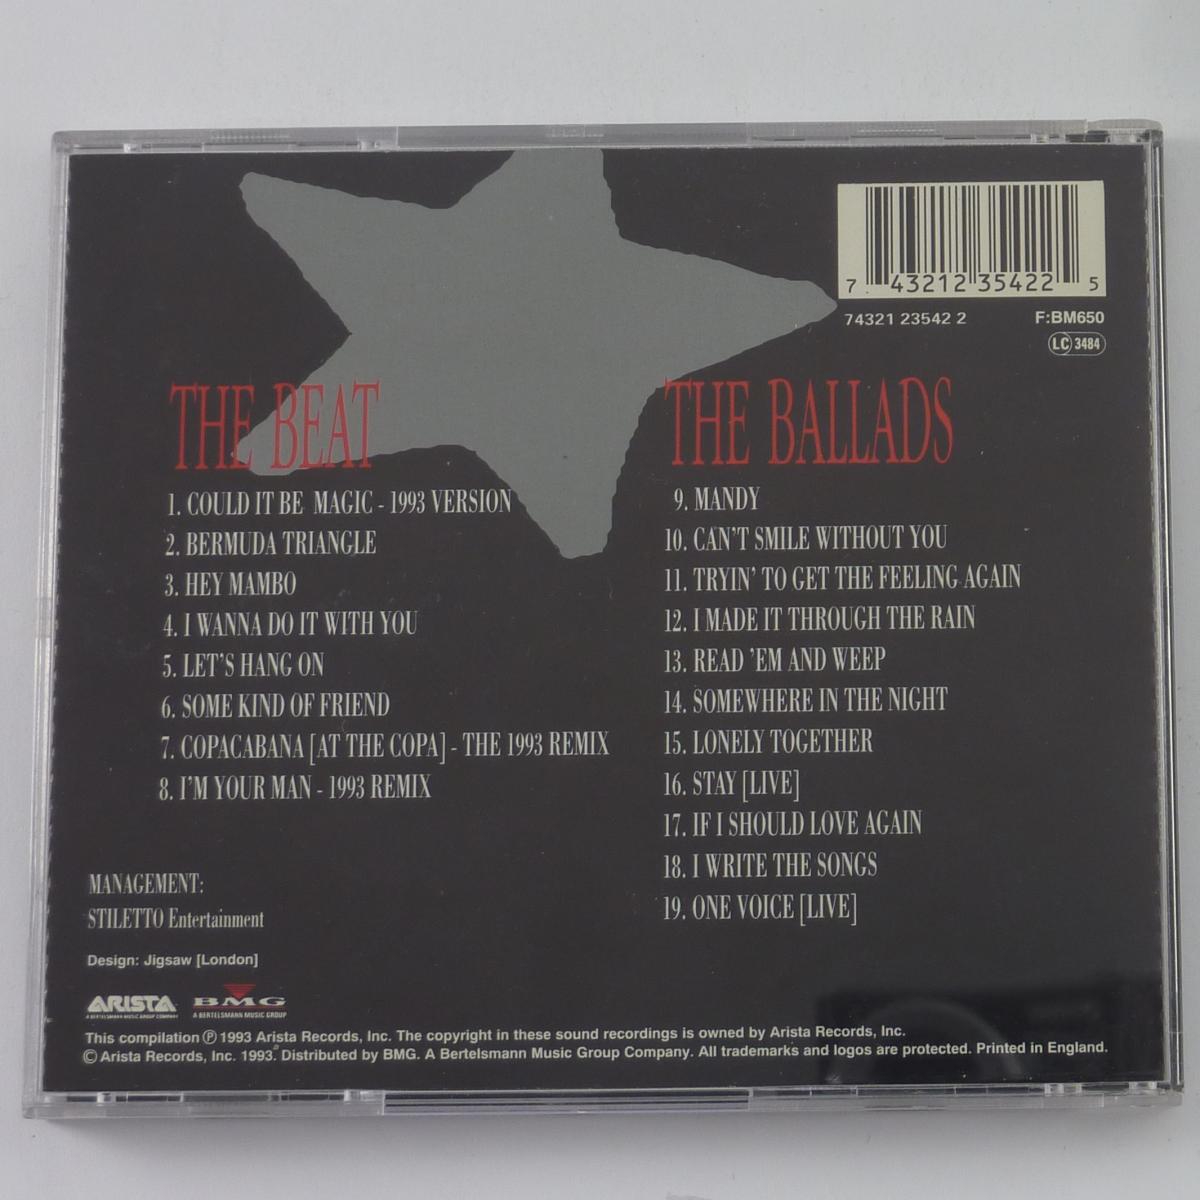 7 43212 35422 5
74321 23542 2 F:BM650
LC 3484
THE BEAT
1. COULD IT BE MAGIC - 1993 VERSION
2. BERMUDA TRIANGLE
3. HEY MAMBO
4. I WANNA DO IT WITH YOU
5. LET'S HANG ON
6. SOME KIND OF FRIEND
7. COPACABANA [AT THE COPA] - THE 1993 REMIX
8. I'M YOUR MAN - 1993 REMIX
THE BALLADS
9. MANDY
10. CAN'T SMILE WITHOUT YOU
11. TRYIN' TO GET THE FEELING AGAIN
12. I MADE IT THROUGH THE RAIN
13. READ 'EM AND WEEP
14. SOMEWHERE IN THE NIGHT
15. LONELY TOGETHER
16. STAY [LIVE]
17. IF I SHOULD LOVE AGAIN
18. I WRITE THE SONGS
19. ONE VOICE [LIVE]
MANAGEMENT:
STILETTO Entertainment
Design: Jigsaw [London]
ARISTA BMG
A BERTELSMANN MUSIC GROUP COMPANY A BERTELSMANN MUSIC GROUP
This compilation ℗ 1993 Arista Records, Inc. The copyright in these sound recordings is owned by Arista Records, Inc.
© Arista Records, Inc. 1993. Distributed by BMG. A Bertelsmann Music Group Company. All trademarks and logos are protected. Printed in England.